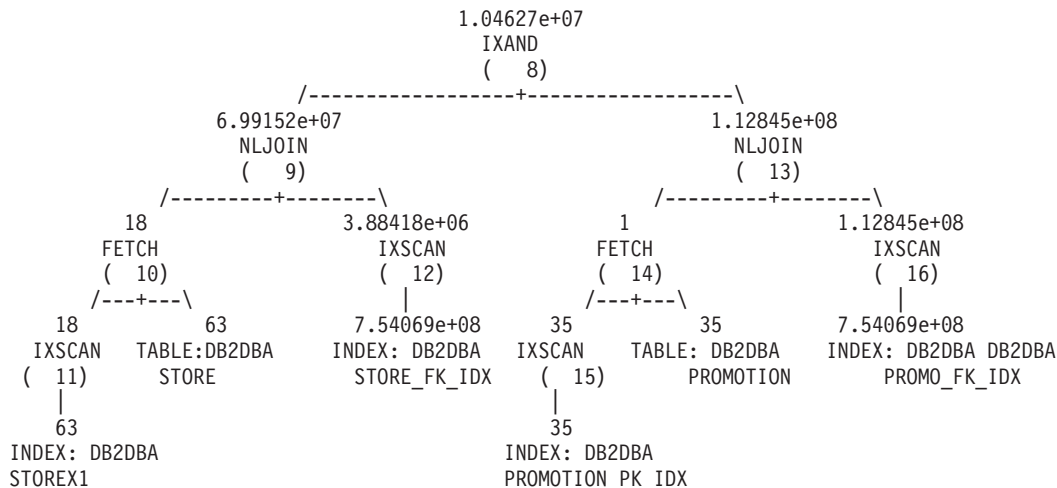 1.04627e+07
IXAND
( 8)
/------------------+------------------\
6.99152e+07 1.12845e+08
NLJOIN NLJOIN
( 9) ( 13)
/---------+--------\ /---------+--------\
18 3.88418e+06 1 1.12845e+08
FETCH IXSCAN FETCH IXSCAN
( 10) ( 12) ( 14) ( 16)
/---+---\ | /---+---\ |
18 63 7.54069e+08 35 35 7.54069e+08
IXSCAN TABLE:DB2DBA INDEX: DB2DBA IXSCAN TABLE: DB2DBA INDEX: DB2DBA DB2DBA
( 11) STORE STORE_FK_IDX ( 15) PROMOTION PROMO_FK_IDX
| |
63 35
INDEX: DB2DBA INDEX: DB2DBA
STOREX1 PROMOTION_PK_IDX